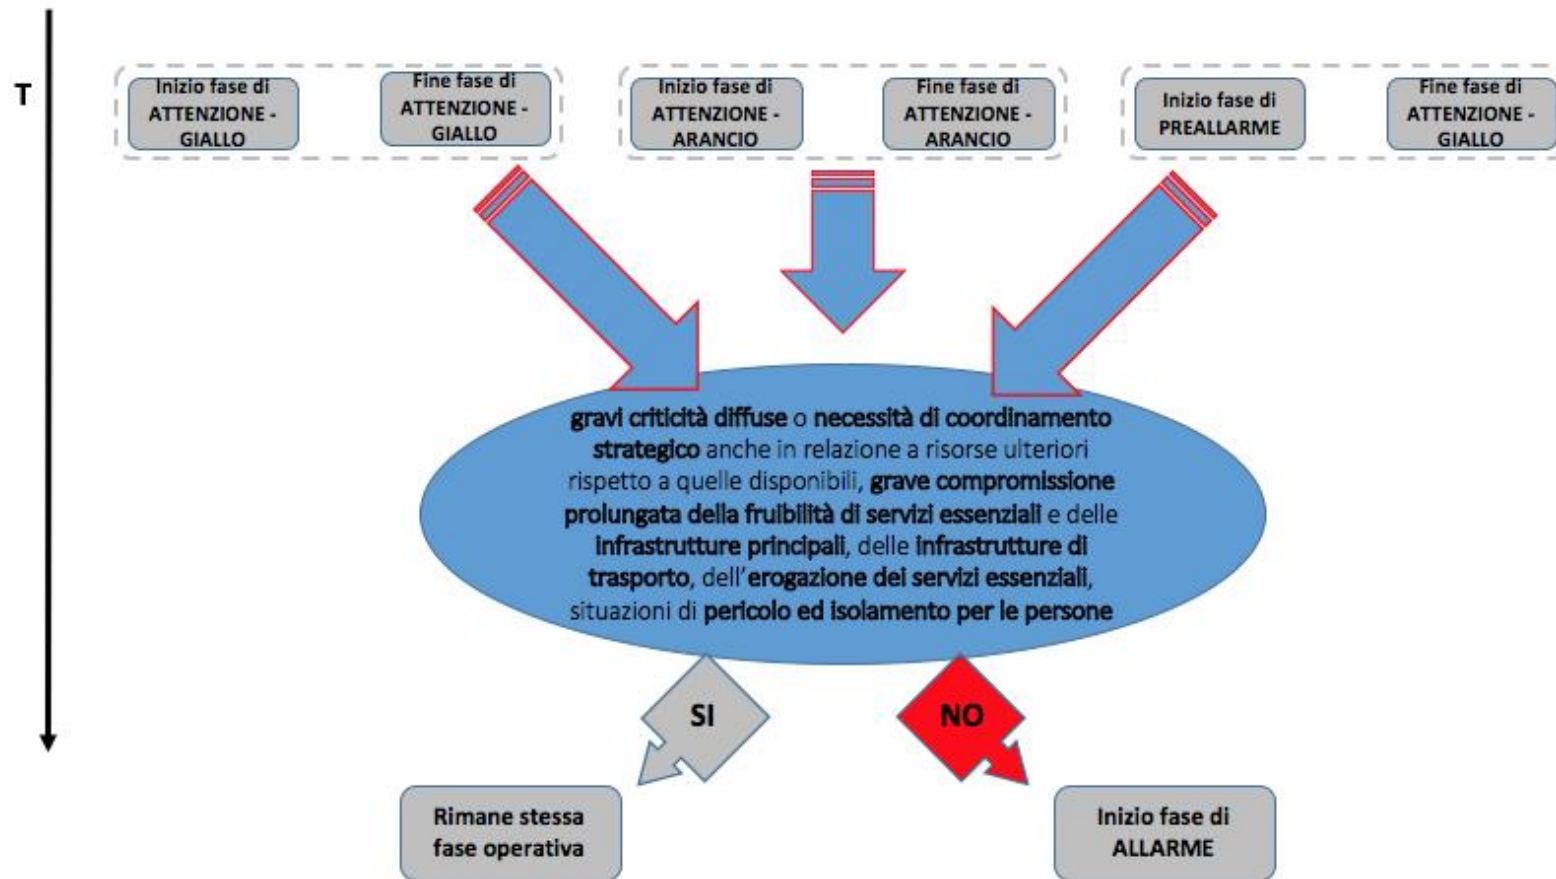 T
Inizio fase di
ATTENZIONE -
GIALLO
Fine fase di
ATTENZIONE -
GIALLO
Inizio fase di
ATTENZIONE -
ARANCIO
Fine fase di
ATTENZIONE -
ARANCIO
Inizio fase di
PREALLARME
Fine fase di
ATTENZIONE -
GIALLO
gravi criticità diffuse o necessità di coordinamento
strategico anche in relazione a risorse ulteriori
rispetto a quelle disponibili, grave compromissione
prolungata della fruibilità di servizi essenziali e delle
infrastrutture principali, delle infrastrutture di
trasporto, dell'erogazione dei servizi essenziali,
situazioni di pericolo ed isolamento per le persone
SI
NO
Rimane stessa
fase operativa
Inizio fase di
ALLARME